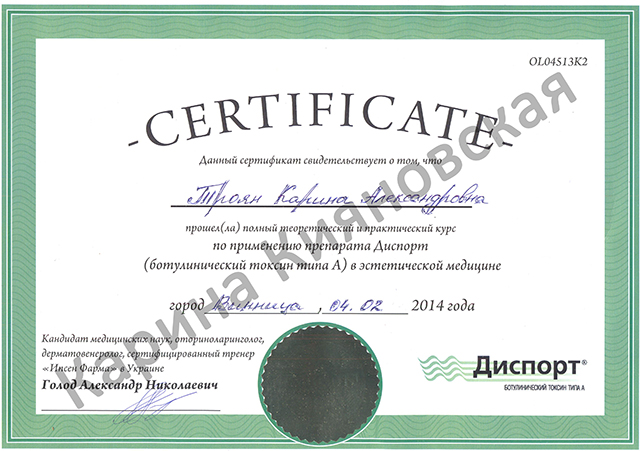 OL04513K2
-CERTIFICATE-
Данный сертификат свидетельствует о том, что
Троян Карина Александровна
прошел(ла) полный теоретический и практический курс
по применению препарата Диспорт
(ботулинический токсин типа А) в эстетической медицине
город Винница , 04.02 2014 года
Кандидат медицинских наук, оториноларинголог,
дерматовенеролог, сертифицированный тренер
«Ипсен Фарма» в Украине
Голод Александр Николаевич
Диспорт®
БОТУЛИНИЧЕСКИЙ ТОКСИН ТИПА А
Карина Кияновская